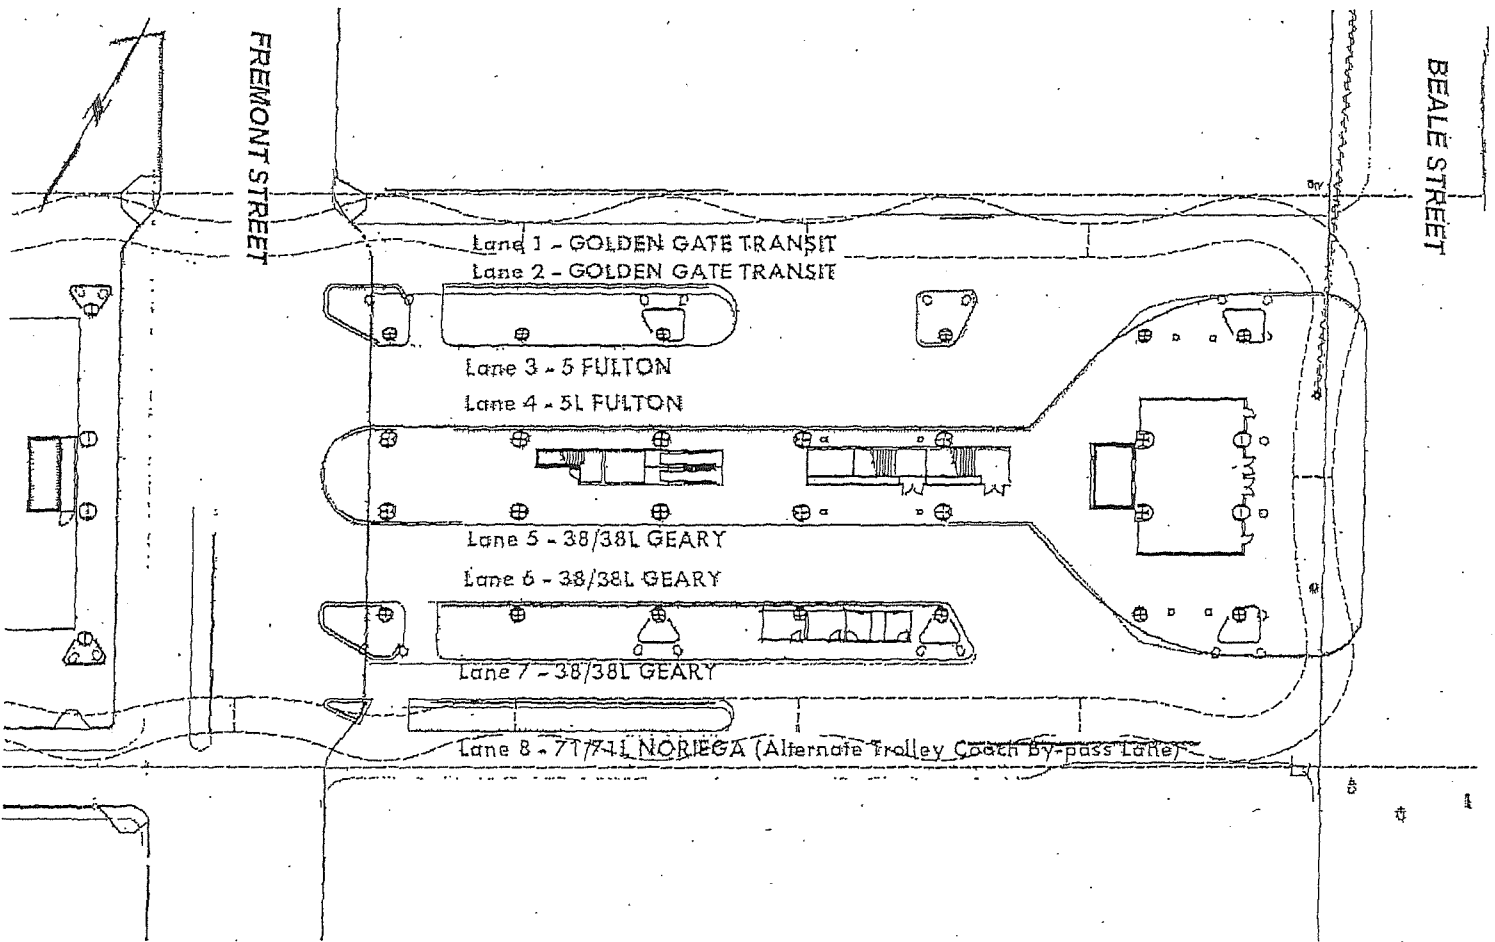 FREMONT STREET
BEALE STREET
Lane 1 - GOLDEN GATE TRANSIT
Lane 2 - GOLDEN GATE TRANSIT
Lane 3 - 5 FULTON
Lane 4 - 5L FULTON
Lane 5 - 38/38L GEARY
Lane 6 - 38/38L GEARY
Lane 7 - 38/38L GEARY
Lane 8 - 71/71L NORIEGA (Alternate Trolley Coach By-pass Lane)